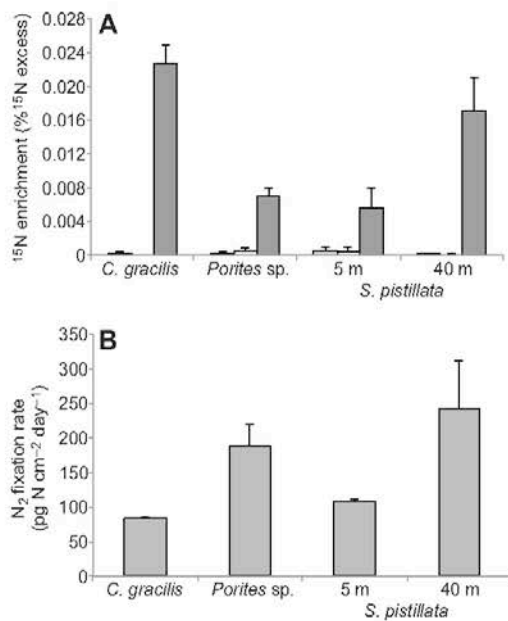 A
¹⁵N enrichment (% ¹⁵N excess)
0.028
0.024
0.020
0.016
0.012
0.008
0.004
0
C. gracilis Porites sp. 5 m 40 m
S. pistillata
B
N₂ fixation rate
(pg N cm⁻² day⁻¹)
350
300
250
200
150
100
50
0
C. gracilis Porites sp. 5 m 40 m
S. pistillata